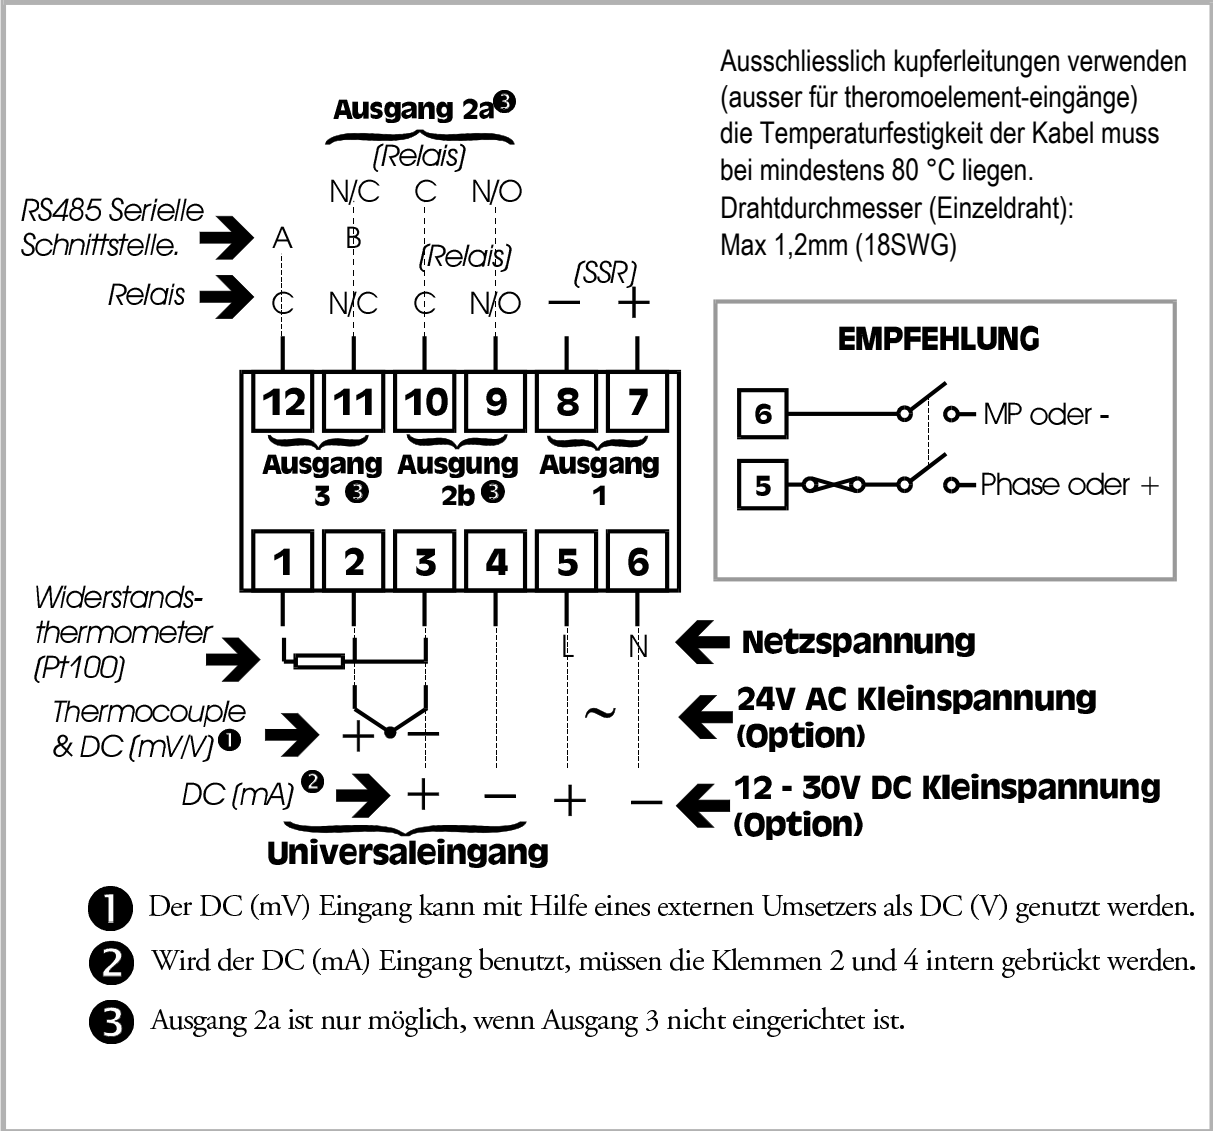 Ausschliesslich kupferleitungen verwenden
(ausser für theromoelement-eingänge)
die Temperaturfestigkeit der Kabel muss
bei mindestens 80 °C liegen.
Drahtdurchmesser (Einzeldraht):
Max 1,2mm (18SWG)
Ausgang 2a❸
(Relais)
N/C C N/O
RS485 Serielle
Schnittstelle.
A B
(Relais)
(SSR)
Relais
C N/C C N/O − +
12 11 10 9 8 7
Ausgang
3 ❸
Ausgung
2b ❸
Ausgang
1
1 2 3 4 5 6
EMPFEHLUNG
6 MP oder -
5 Phase oder +
Widerstands-
thermometer
(Pt100)
L N
Netzspannung
Thermocouple
& DC (mV/V) ❶
+ −
~
24V AC Kleinspannung
(Option)
DC (mA) ❷
+ − + −
12 - 30V DC Kleinspannung
(Option)
Universaleingang
❶ Der DC (mV) Eingang kann mit Hilfe eines externen Umsetzers als DC (V) genutzt werden.
❷ Wird der DC (mA) Eingang benutzt, müssen die Klemmen 2 und 4 intern gebrückt werden.
❸ Ausgang 2a ist nur möglich, wenn Ausgang 3 nicht eingerichtet ist.